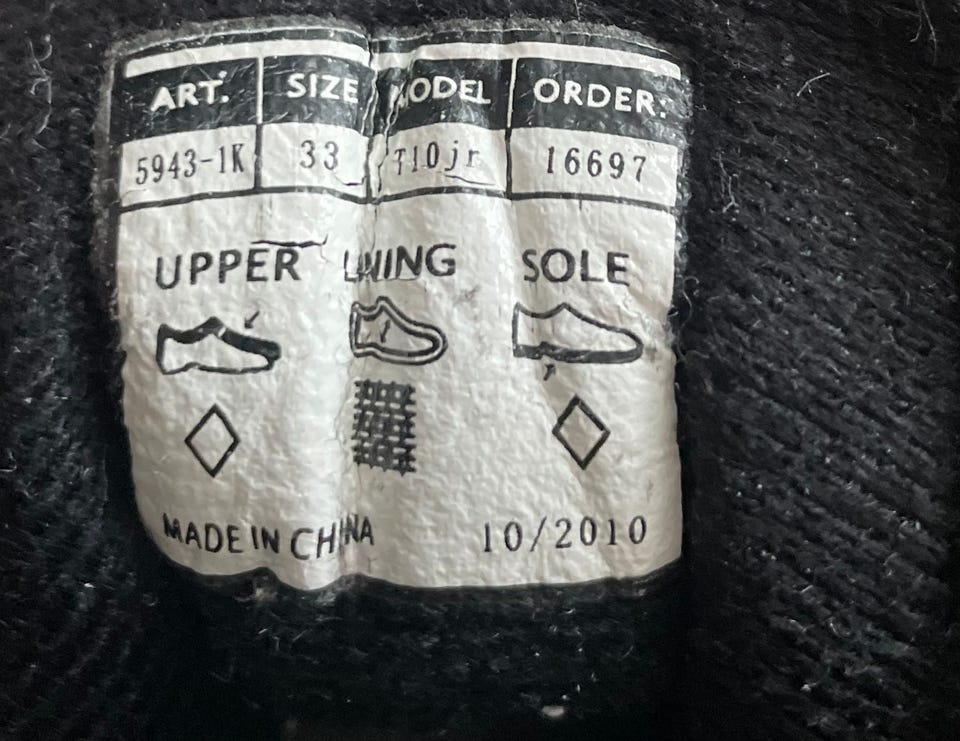 ART. SIZE MODEL ORDER:
5943-1K 33 T10jr 16697
UPPER LINING SOLE
MADE IN CHINA 10/2010